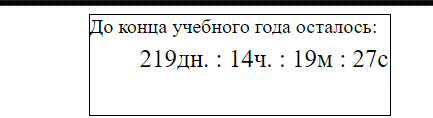 До конца учебного года осталось:
219дн. : 14ч. : 19м : 27с